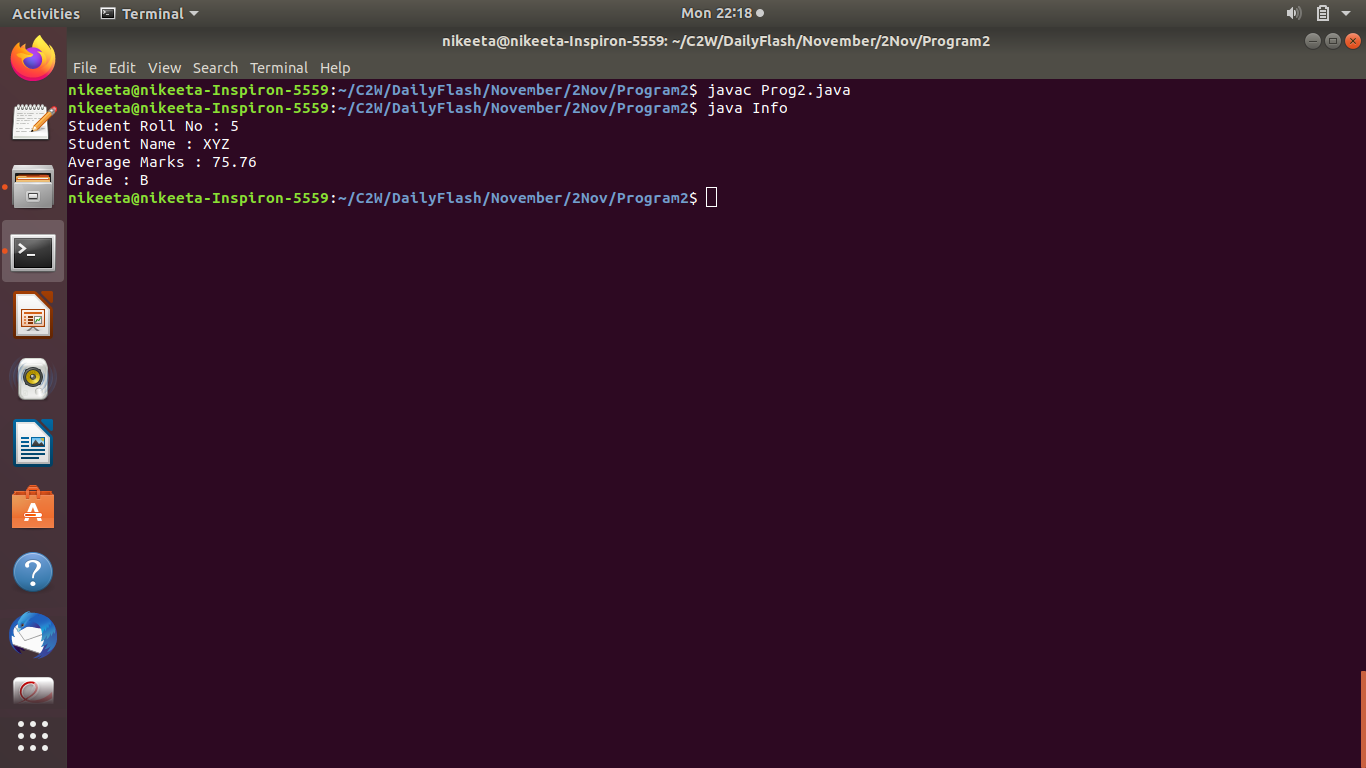 Activities Terminal Mon 22:18
nikeeta@nikeeta-Inspiron-5559: ~/C2W/DailyFlash/November/2Nov/Program2
File Edit View Search Terminal Help
nikeeta@nikeeta-Inspiron-5559:~/C2W/DailyFlash/November/2Nov/Program2$ javac Prog2.java
nikeeta@nikeeta-Inspiron-5559:~/C2W/DailyFlash/November/2Nov/Program2$ java Info
Student Roll No : 5
Student Name : XYZ
Average Marks : 75.76
Grade : B
nikeeta@nikeeta-Inspiron-5559:~/C2W/DailyFlash/November/2Nov/Program2$